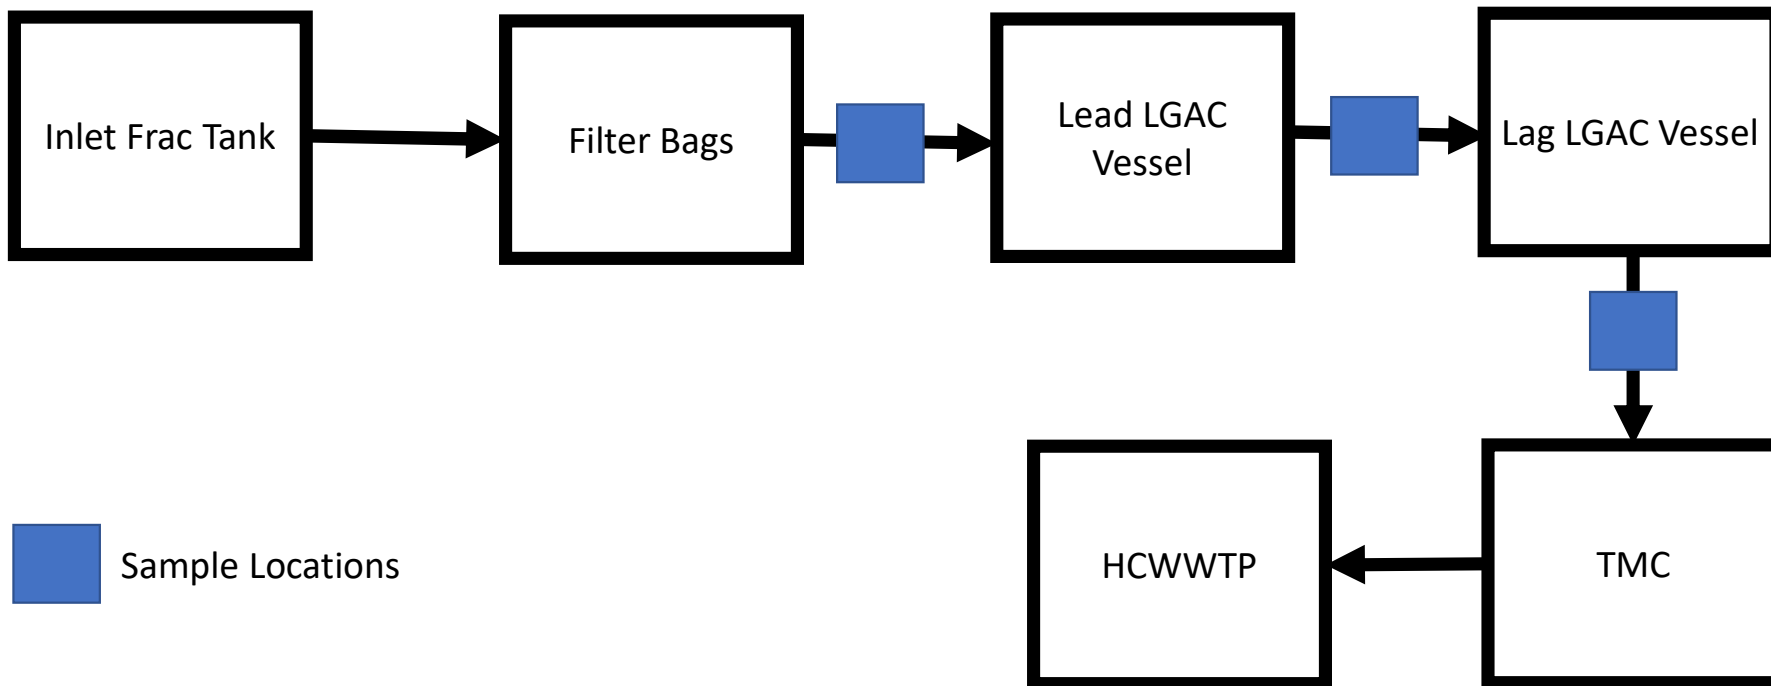 Inlet Frac Tank
Filter Bags
Lead LGAC
Vessel
Lag LGAC Vessel
HCWWTP
TMC
Sample Locations